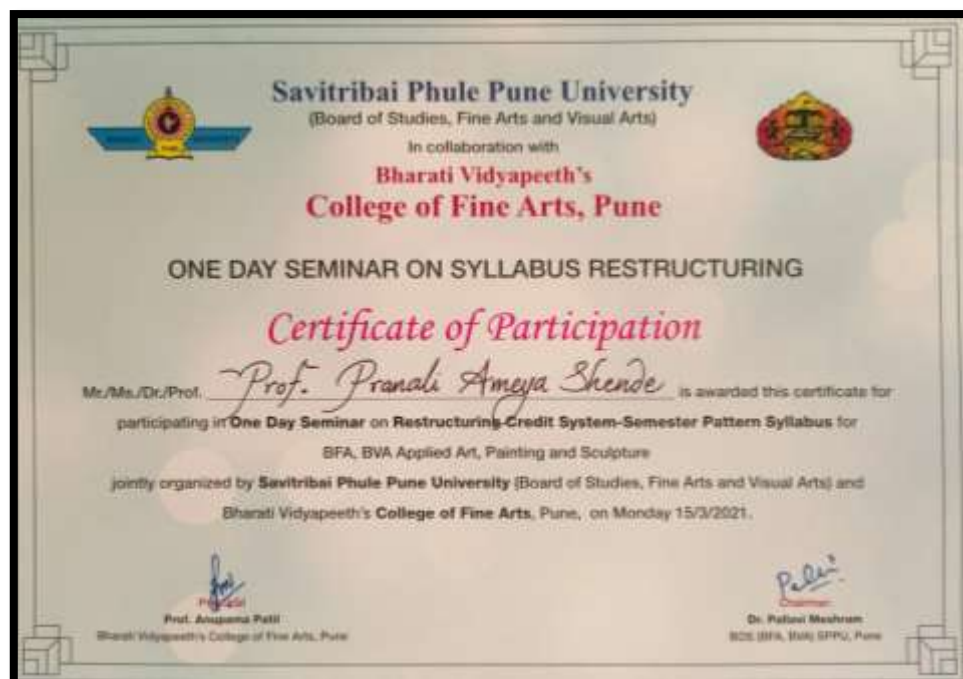 Savitribai Phule Pune University
(Board of Studies, Fine Arts and Visual Arts)
In collaboration with
Bharati Vidyapeeth's
College of Fine Arts, Pune
ONE DAY SEMINAR ON SYLLABUS RESTRUCTURING
Certificate of Participation
Mr./Ms./Dr./Prof. Prof. Pranali Ameya Shende is awarded this certificate for
participating in One Day Seminar on Restructuring Credit System-Semester Pattern Syllabus for
BFA, BVA Applied Art, Painting and Sculpture
jointly organized by Savitribai Phule Pune University (Board of Studies, Fine Arts and Visual Arts) and
Bharati Vidyapeeth's College of Fine Arts, Pune, on Monday 15/3/2021.
Principal
Prof. Anupama Patil
Bharati Vidyapeeth's College of Fine Arts, Pune
Chairman
Dr. Pallavi Meshram
BOS (BFA, BVA) SPPU, Pune